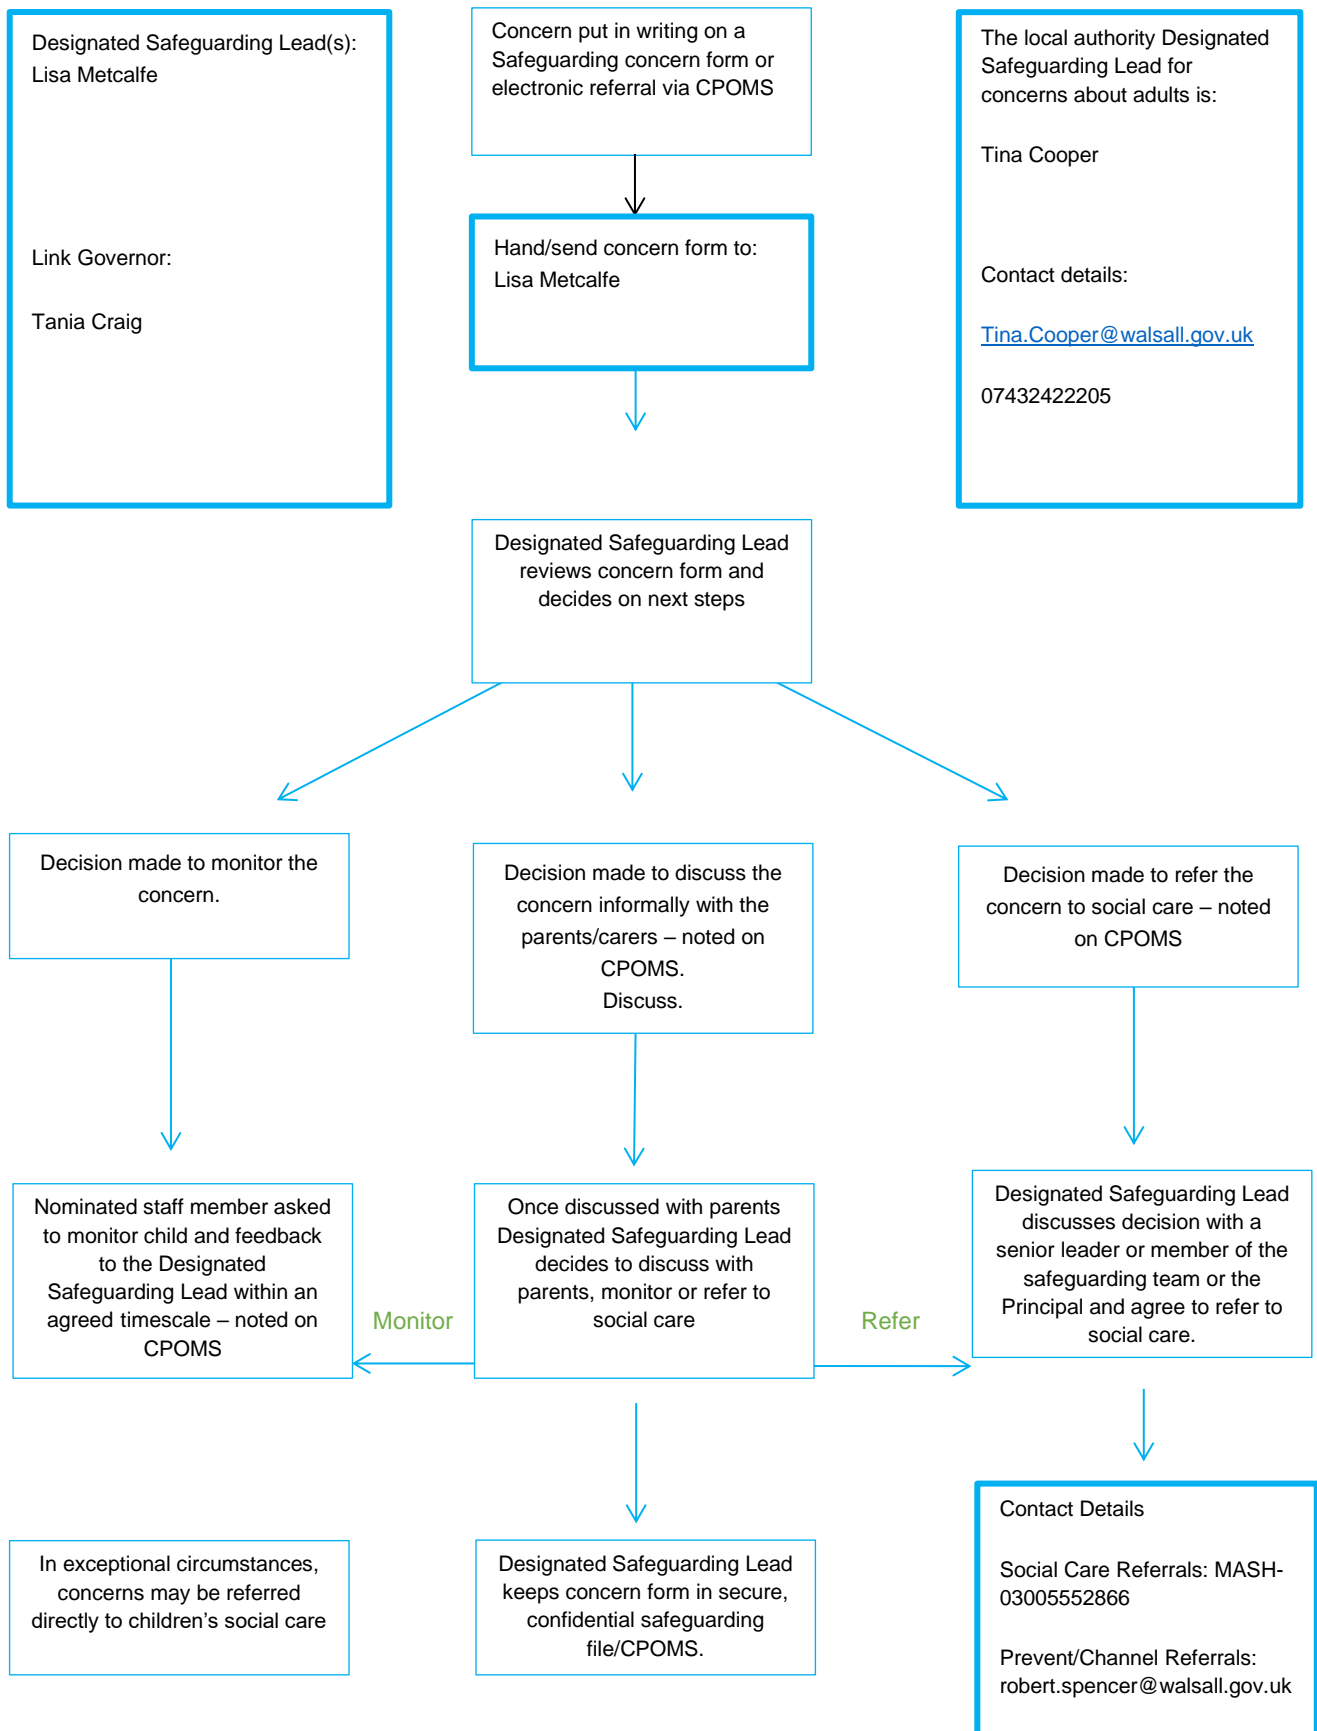 Designated Safeguarding Lead(s):
Lisa Metcalfe
Link Governor:
Tania Craig
Concern put in writing on a
Safeguarding concern form or
electronic referral via CPOMS
The local authority Designated
Safeguarding Lead for
concerns about adults is:
Tina Cooper
Contact details:
Tina.Cooper@walsall.gov.uk
07432422205
Hand/send concern form to:
Lisa Metcalfe
Designated Safeguarding Lead
reviews concern form and
decides on next steps
Decision made to monitor the
concern.
Decision made to discuss the
concern informally with the
parents/carers – noted on
CPOMS.
Discuss.
Decision made to refer the
concern to social care – noted
on CPOMS
Nominated staff member asked
to monitor child and feedback
to the Designated
Safeguarding Lead within an
agreed timescale – noted on
CPOMS
Monitor
Once discussed with parents
Designated Safeguarding Lead
decides to discuss with
parents, monitor or refer to
social care
Refer
Designated Safeguarding Lead
discusses decision with a
senior leader or member of the
safeguarding team or the
Principal and agree to refer to
social care.
In exceptional circumstances,
concerns may be referred
directly to children's social care
Designated Safeguarding Lead
keeps concern form in secure,
confidential safeguarding
file/CPOMS.
Contact Details
Social Care Referrals: MASH-
03005552866
Prevent/Channel Referrals:
robert.spencer@walsall.gov.uk